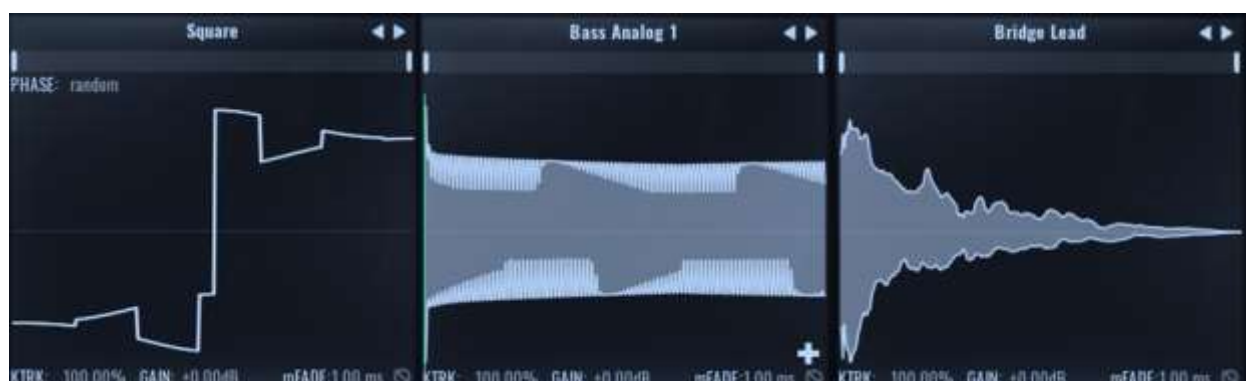 Square
Bass Analog 1
Bridge Lead
PHASE: random
KTRK: 100.00% GAIN: +0.00dB mFADE:1.00 ms
KTRK: 100.00% GAIN: +0.00dB mFADE:1.00 ms
KTRK: 100.00% GAIN: +0.00dB mFADE:1.00 ms